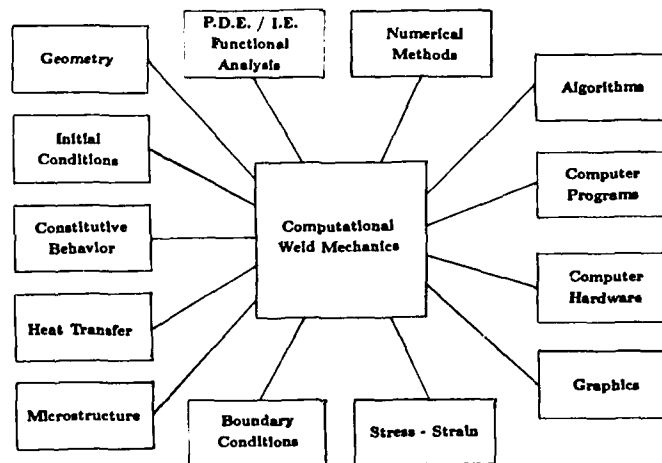 P.D.E. / I.E.
Functional
Analysis
Numerical
Methods
Geometry
Algorithms
Initial
Conditions
Computer
Programs
Constitutive
Behavior
Computational
Weld Mechanics
Computer
Hardware
Heat Transfer
Graphics
Microstructure
Boundary
Conditions
Stress - Strain